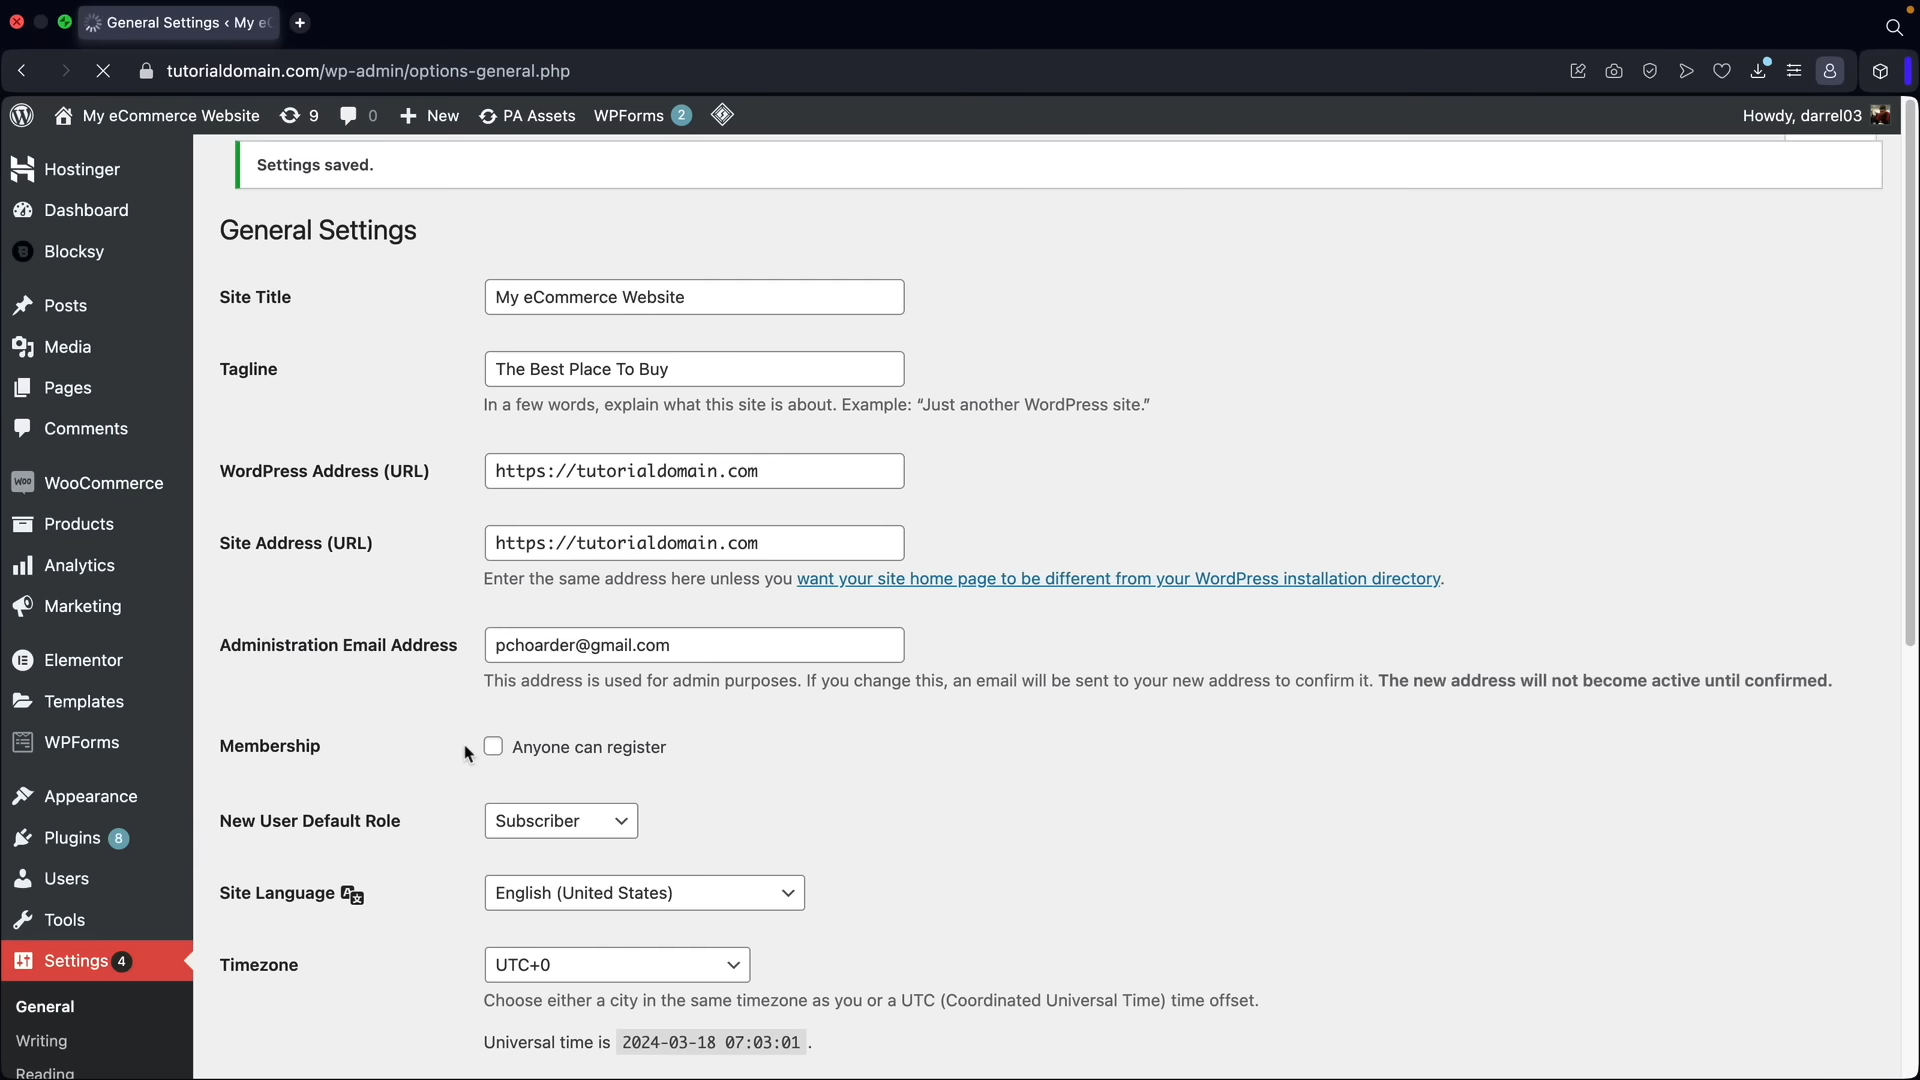 General Settings ‹ My eC
tutorialdomain.com/wp-admin/options-general.php
My eCommerce Website 9 0 New PA Assets WPForms 2 Howdy, darrel03
Hostinger
Dashboard
Blocksy
Posts
Media
Pages
Comments
Woo WooCommerce
Products
Analytics
Marketing
Elementor
Templates
WPForms
Appearance
Plugins 8
Users
Tools
Settings 4
General
Writing
Reading
Settings saved.
General Settings
Site Title My eCommerce Website
Tagline The Best Place To Buy
In a few words, explain what this site is about. Example: “Just another WordPress site.”
WordPress Address (URL) https://tutorialdomain.com
Site Address (URL) https://tutorialdomain.com
Enter the same address here unless you want your site home page to be different from your WordPress installation directory.
Administration Email Address pchoarder@gmail.com
This address is used for admin purposes. If you change this, an email will be sent to your new address to confirm it. The new address will not become active until confirmed.
Membership Anyone can register
New User Default Role Subscriber
Site Language English (United States)
Timezone UTC+0
Choose either a city in the same timezone as you or a UTC (Coordinated Universal Time) time offset.
Universal time is 2024-03-18 07:03:01 .